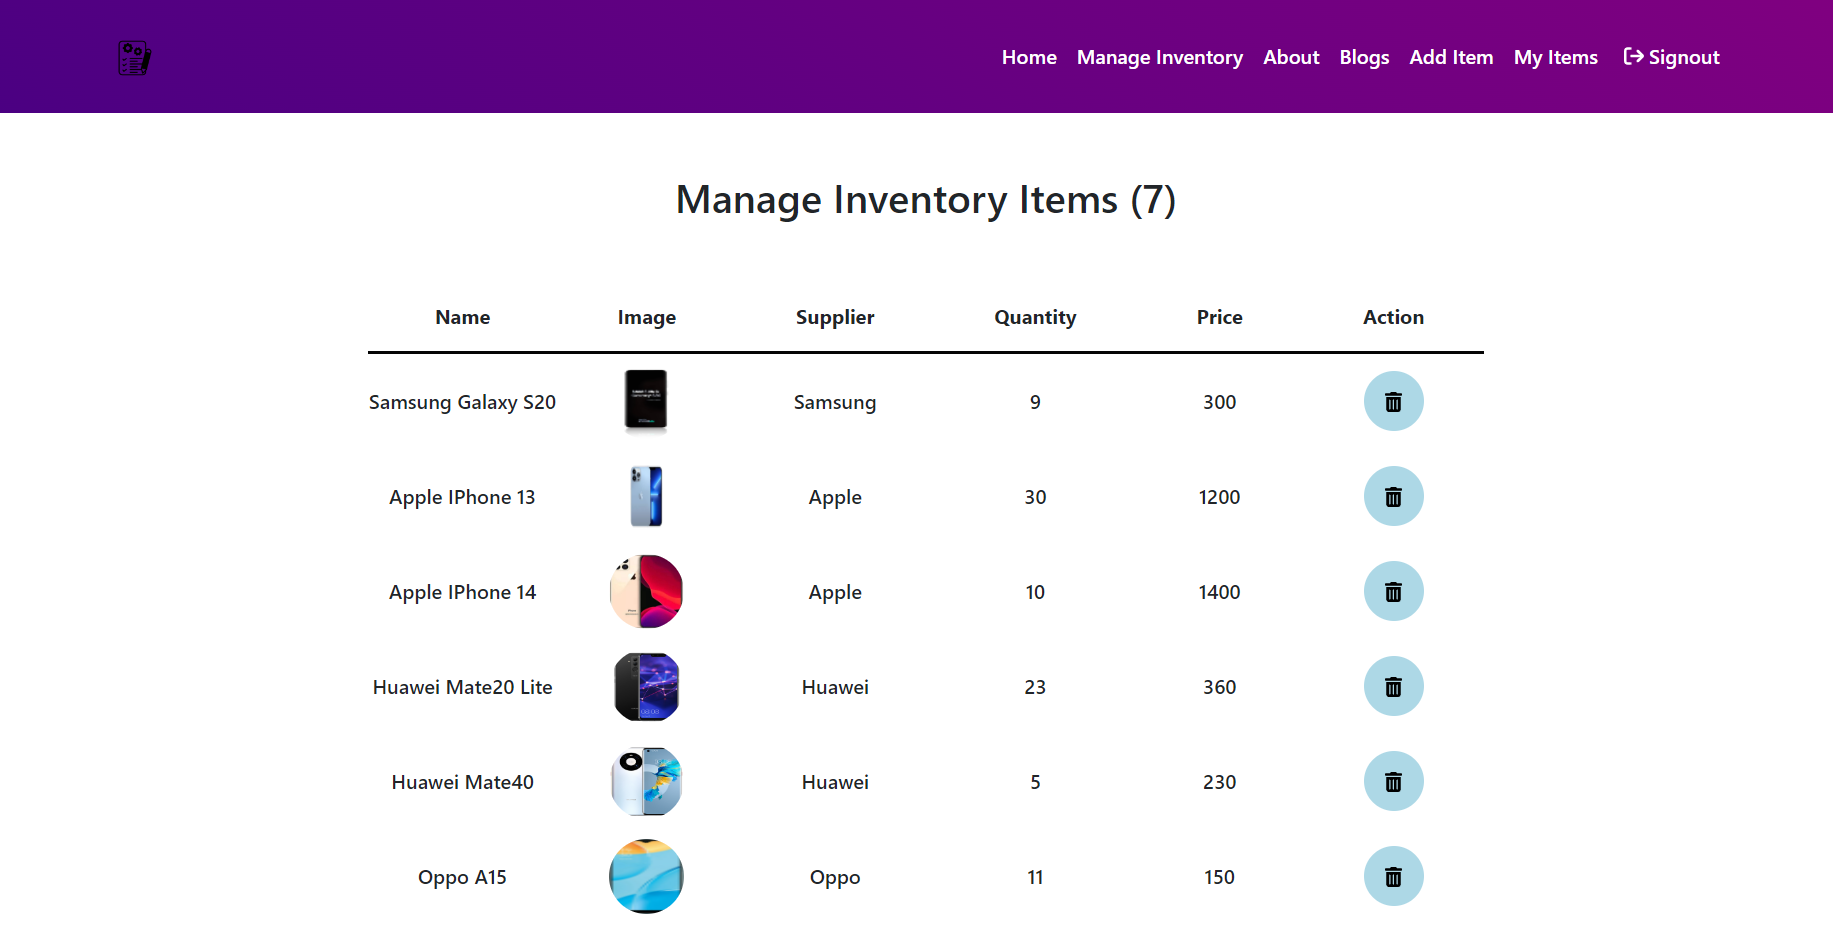 Home Manage Inventory About Blogs Add Item My Items Signout
Manage Inventory Items (7)
Name Image Supplier Quantity Price Action
Samsung Galaxy S20 Samsung 9 300
Apple IPhone 13 Apple 30 1200
Apple IPhone 14 Apple 10 1400
Huawei Mate20 Lite Huawei 23 360
Huawei Mate40 Huawei 5 230
Oppo A15 Oppo 11 150